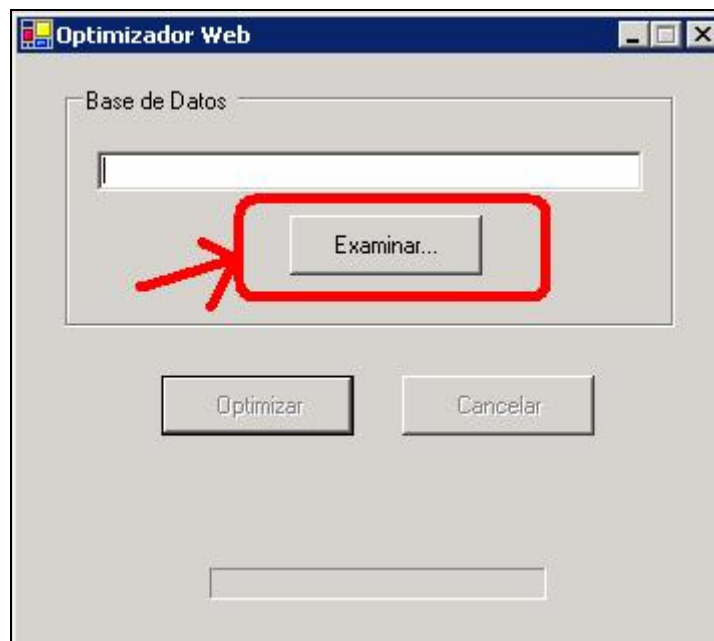 Optimizador Web
Base de Datos
Examinar...
Optimizar
Cancelar